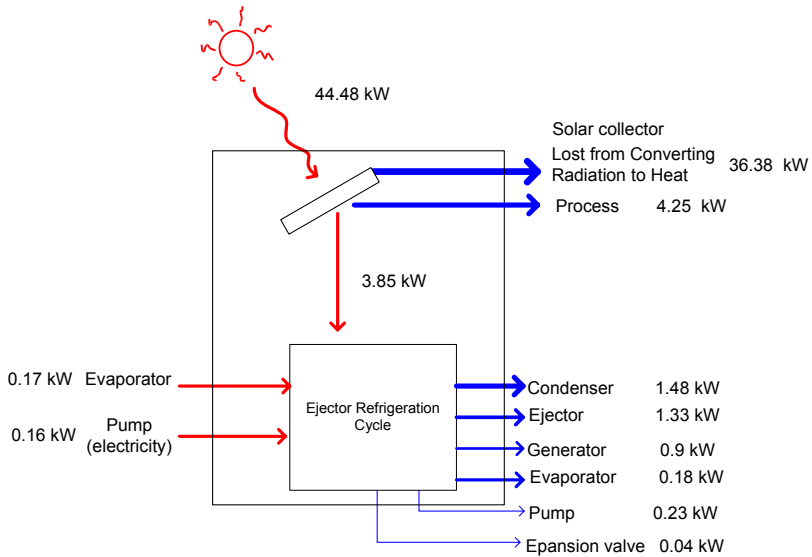 44.48 kW
Solar collector
Lost from Converting
Radiation to Heat 36.38 kW
Process 4.25 kW
3.85 kW
0.17 kW Evaporator
0.16 kW Pump
(electricity)
Ejector Refrigeration
Cycle
Condenser 1.48 kW
Ejector 1.33 kW
Generator 0.9 kW
Evaporator 0.18 kW
Pump 0.23 kW
Epansion valve 0.04 kW